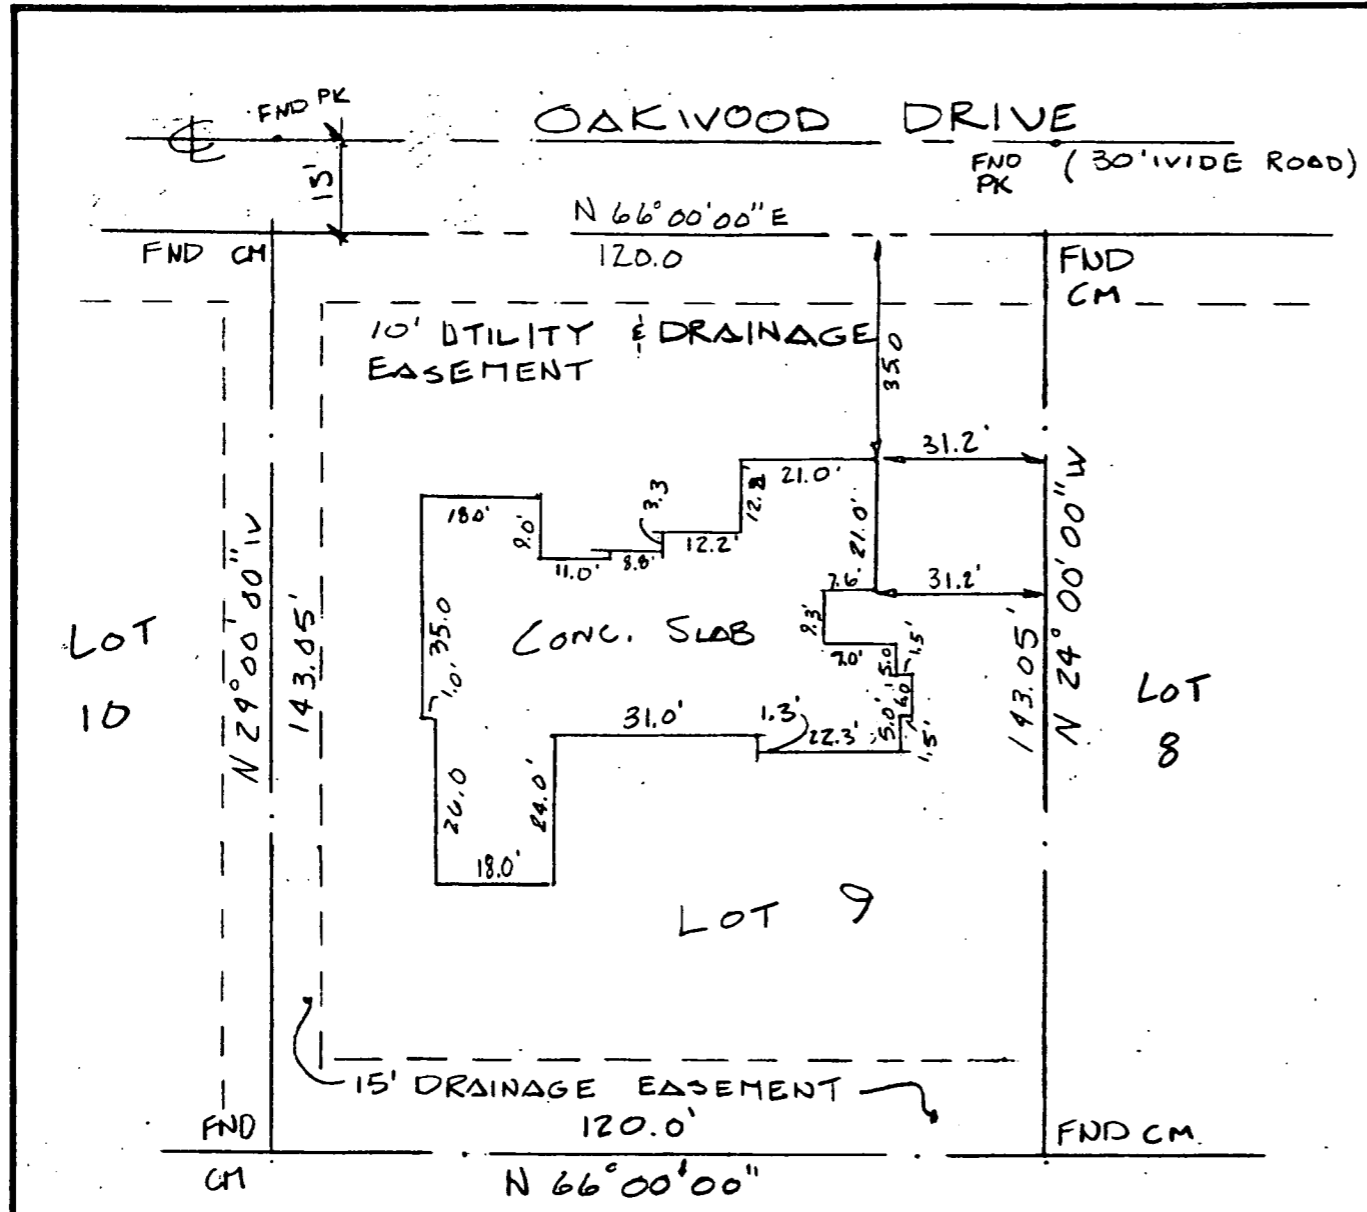 FND PK
OAKWOOD DRIVE
℄
15'
FND
PK
(30' WIDE ROAD)
N 66° 00' 00" E
FND CM
120.0
FND
CM
10' UTILITY & DRAINAGE
EASEMENT
35.0
31.2'
21.0'
12.2'
3.3
18.0'
9.0'
12.2'
8.8'
11.0'
21.0'
7.6'
31.2'
9.3'
CONC. SLAB
9.0'
5.0
1.5'
6.0
5.0'
1.5'
35.0
1.0'
31.0'
1.3'
22.3'
26.0
24.0'
18.0'
LOT
10
143.05'
143.05'
N 24° 00' 00" W
LOT
8
LOT 9
15' DRAINAGE EASEMENT
FND
CM
120.0'
FND CM
N 66° 00' 00"